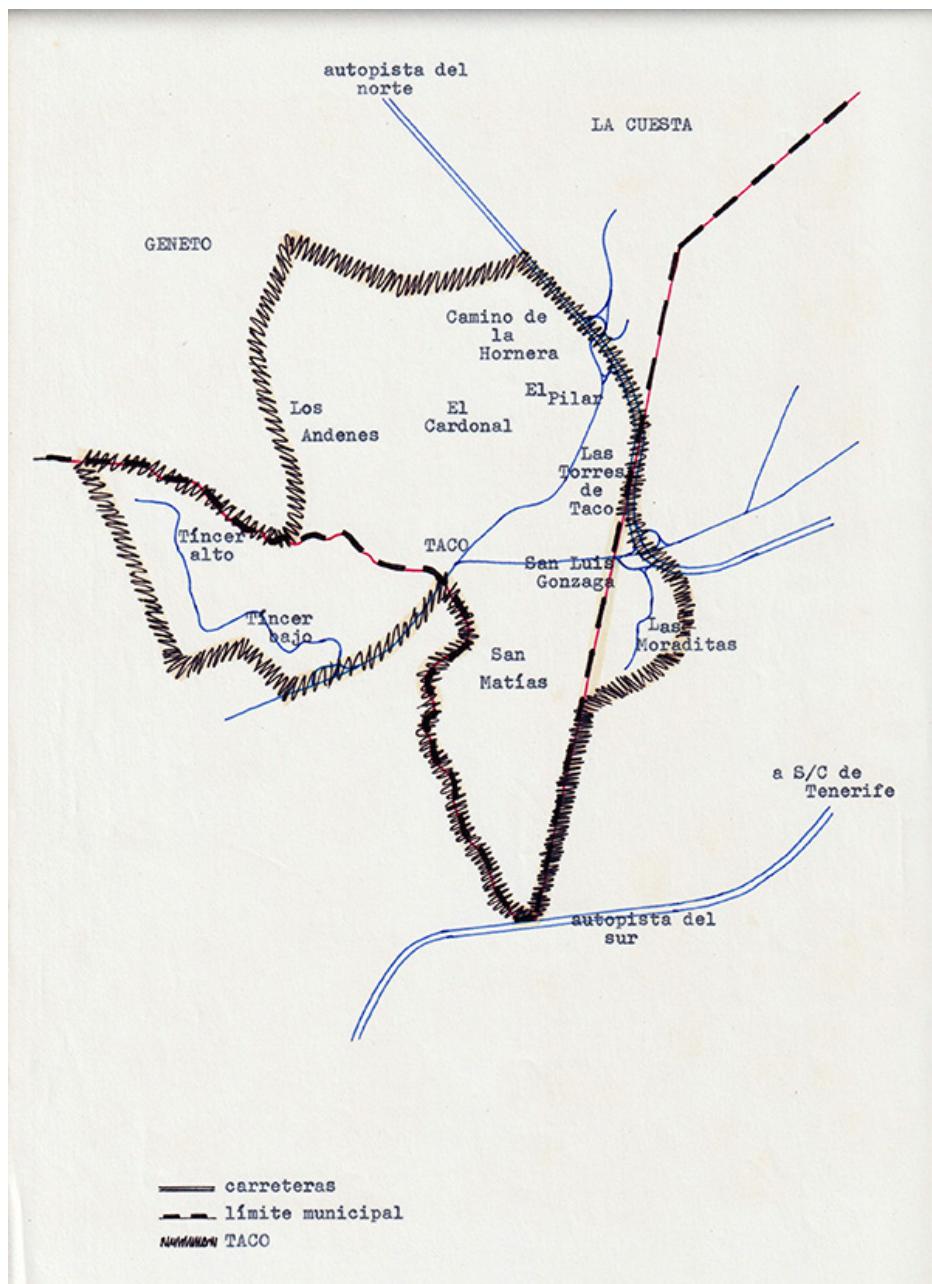 autopista del
norte
LA CUESTA
GENETO
Camino de
la
Hornera
El Pilar
Los
Andenes
El
Cardonal
Las
Torres
de
Taco
Tíncer
alto
TACO
San Luis
Gonzaga
Tíncer
bajo
Las
Moraditas
San
Matías
a S/C de
Tenerife
autopista del
sur
carreteras
límite municipal
TACO